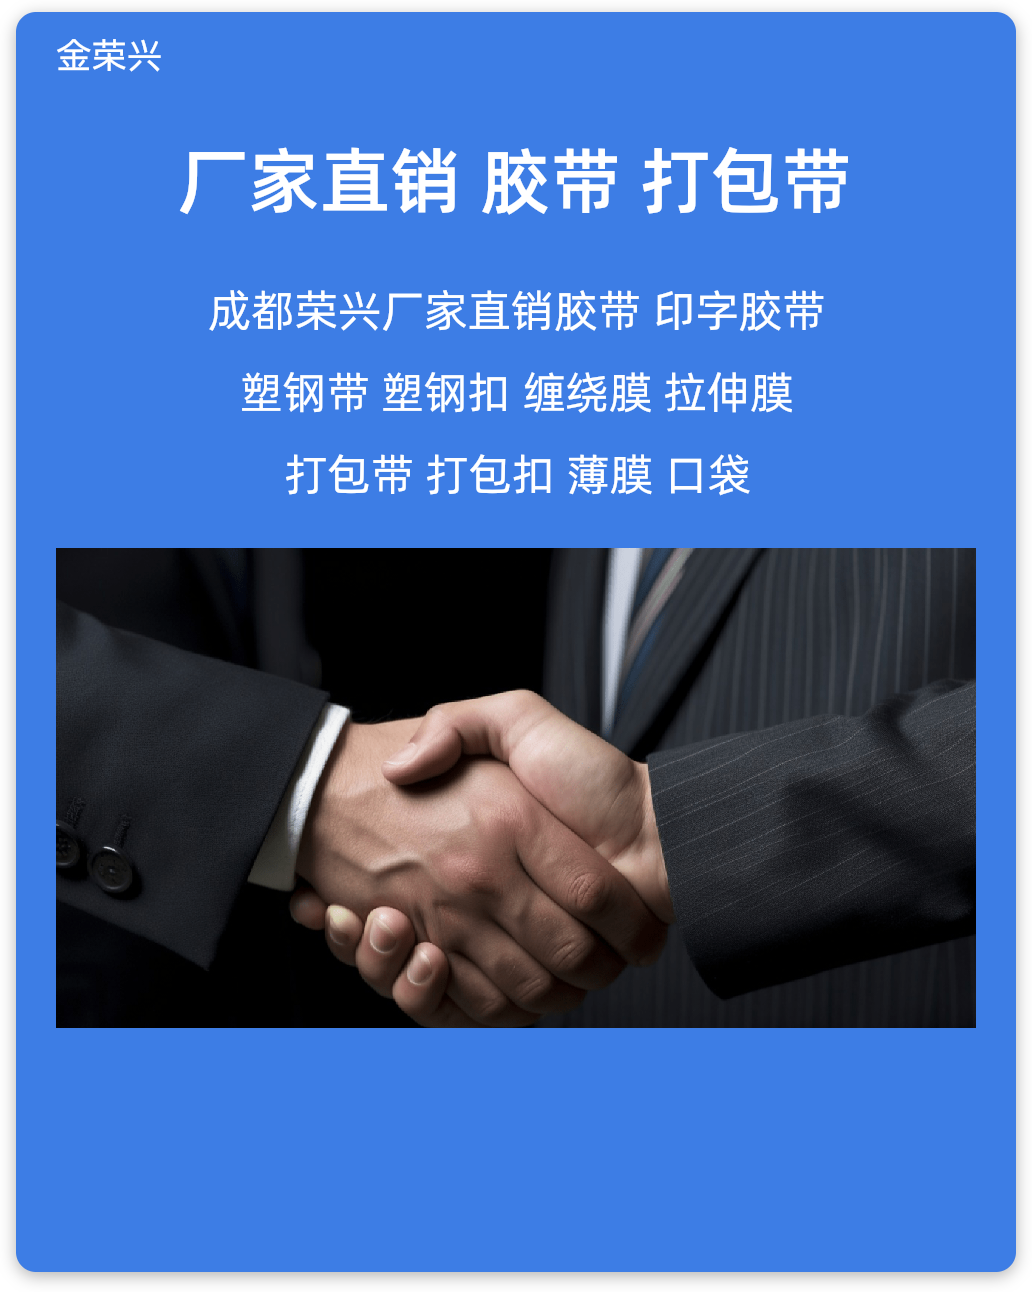 金荣兴
厂家直销 胶带 打包带
成都荣兴厂家直销胶带 印字胶带
塑钢带 塑钢扣 缠绕膜 拉伸膜
打包带 打包扣 薄膜 口袋